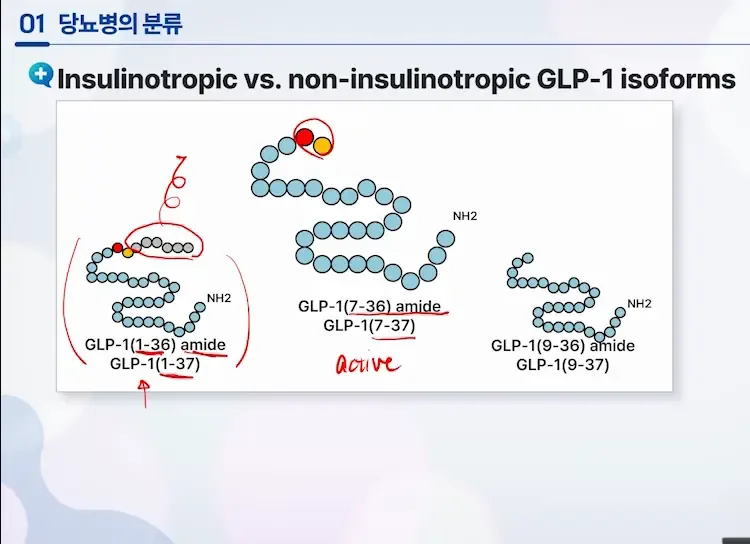 01 당뇨병의 분류
Insulinotropic vs. non-insulinotropic GLP-1 isoforms
NH2
GLP-1(1-36) amide
GLP-1(1-37)
NH2
GLP-1(7-36) amide
GLP-1(7-37)
active
NH2
GLP-1(9-36) amide
GLP-1(9-37)